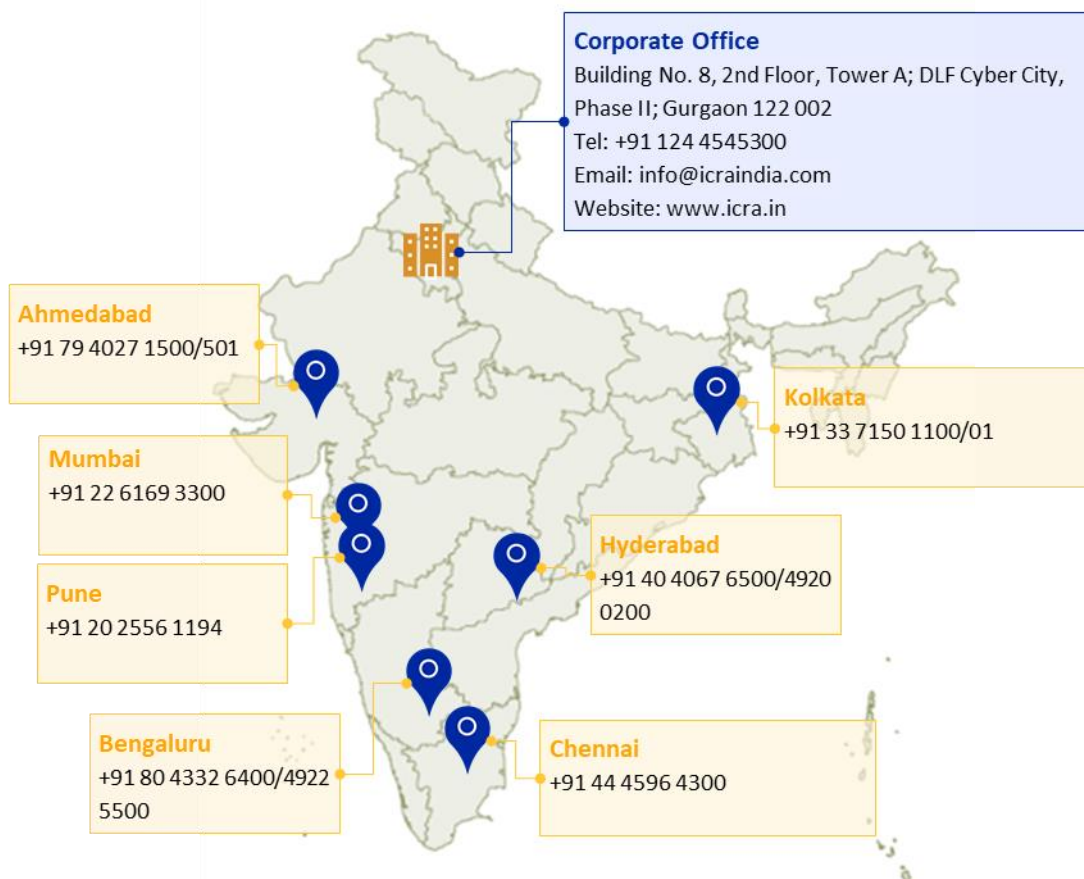 Corporate Office
Building No. 8, 2nd Floor, Tower A; DLF Cyber City,
Phase II; Gurgaon 122 002
Tel: +91 124 4545300
Email: info@icraindia.com
Website: www.icra.in
Ahmedabad
+91 79 4027 1500/501
Kolkata
+91 33 7150 1100/01
Mumbai
+91 22 6169 3300
Hyderabad
+91 40 4067 6500/4920
0200
Pune
+91 20 2556 1194
Bengaluru
+91 80 4332 6400/4922
5500
Chennai
+91 44 4596 4300